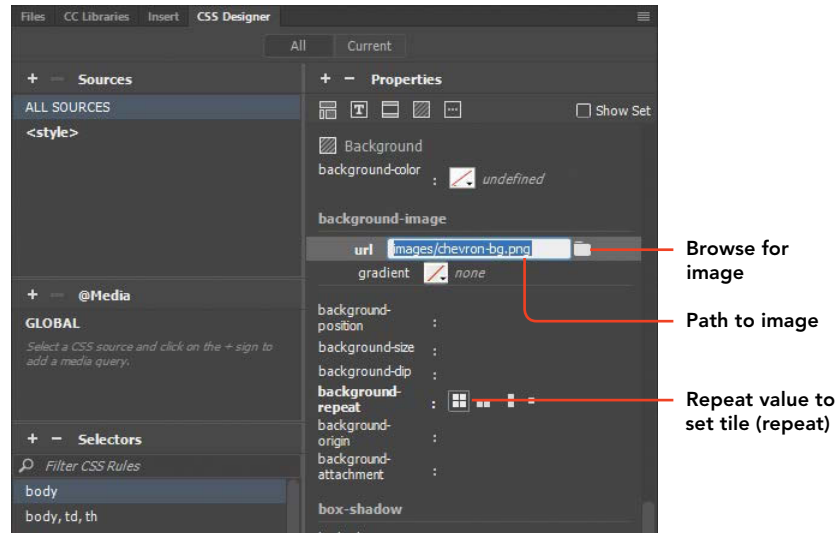 Files CC Libraries Insert CSS Designer
All Current
+ − Sources
ALL SOURCES
<style>
+ − @Media
GLOBAL
Select a CSS source and click on the + sign to
add a media query.
+ − Selectors
Filter CSS Rules
body
body, td, th
+ − Properties
T
Show Set
Background
background-color : undefined
background-image
url images/chevron-bg.png
gradient none
background-
position :
background-size :
background-clip :
background-
repeat :
background-
origin :
background-
attachment :
box-shadow
Browse for
image
Path to image
Repeat value to
set tile (repeat)